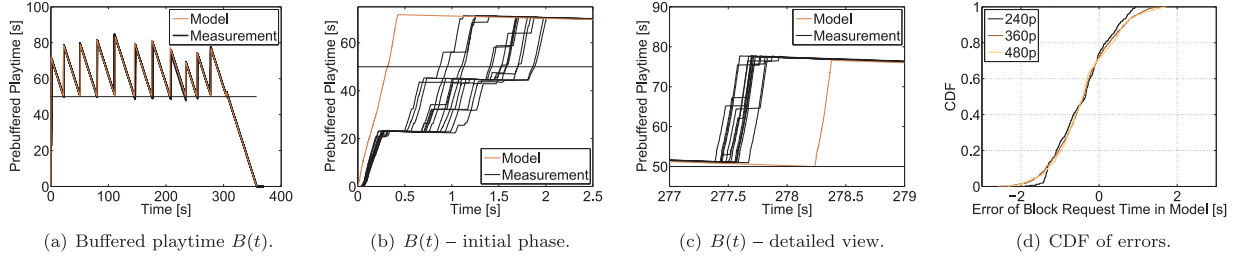 100
80
60
40
20
0
0 100 200 300 400
Prebuffered Playtime [s]
Time [s]
Model
Measurement
(a) Buffered playtime B(t).
60
40
20
0
0 0.5 1 1.5 2 2.5
Prebuffered Playtime [s]
Time [s]
Model
Measurement
(b) B(t) – initial phase.
90
80
70
60
50
277 277.5 278 278.5 279
Prebuffered Playtime [s]
Time [s]
Model
Measurement
(c) B(t) – detailed view.
1
0.8
0.6
0.4
0.2
0
−2 0 2
CDF
Error of Block Request Time in Model [s]
240p
360p
480p
(d) CDF of errors.